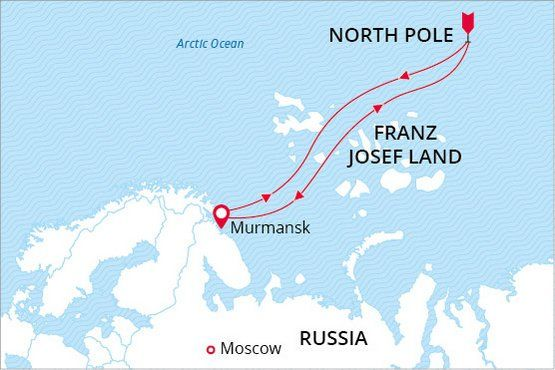 NORTH POLE
Arctic Ocean
FRANZ
JOSEF LAND
Murmansk
RUSSIA
Moscow